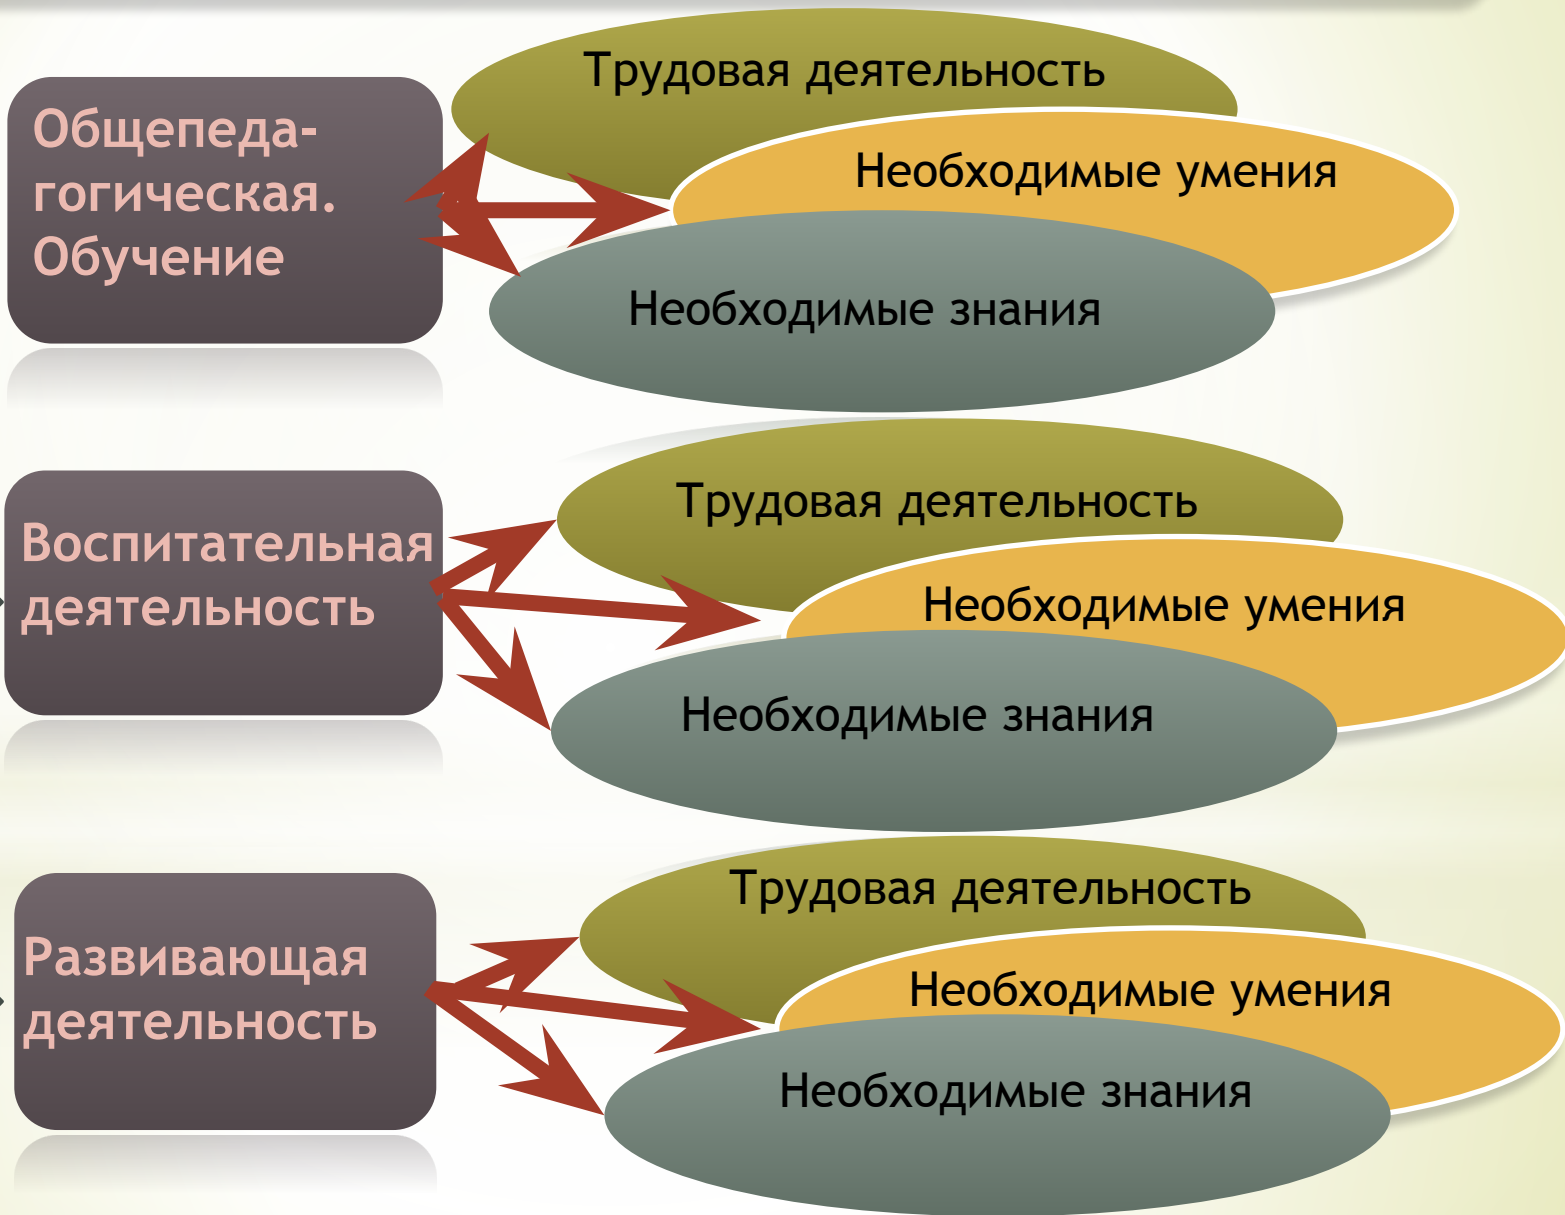 Общепеда-
гогическая.
Обучение
Трудовая деятельность
Необходимые умения
Необходимые знания
Воспитательная
деятельность
Трудовая деятельность
Необходимые умения
Необходимые знания
Развивающая
деятельность
Трудовая деятельность
Необходимые умения
Необходимые знания